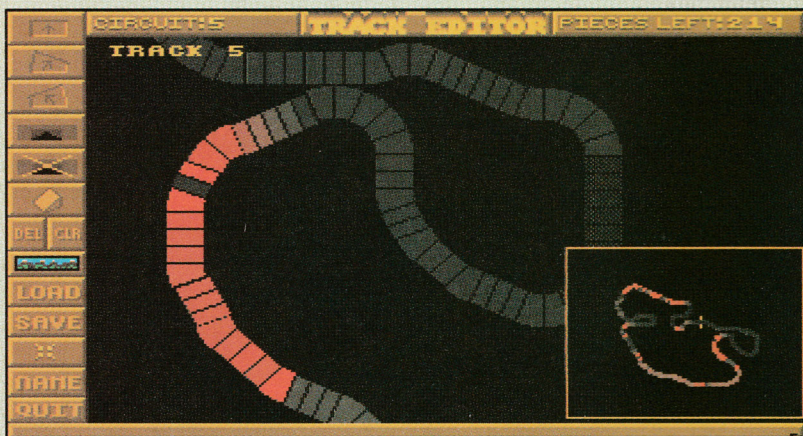 CIRCUIT:5
TRACK EDITOR
PIECES LEFT:214
TRACK 5
DEL CLR
LOAD
SAVE
NAME
QUIT